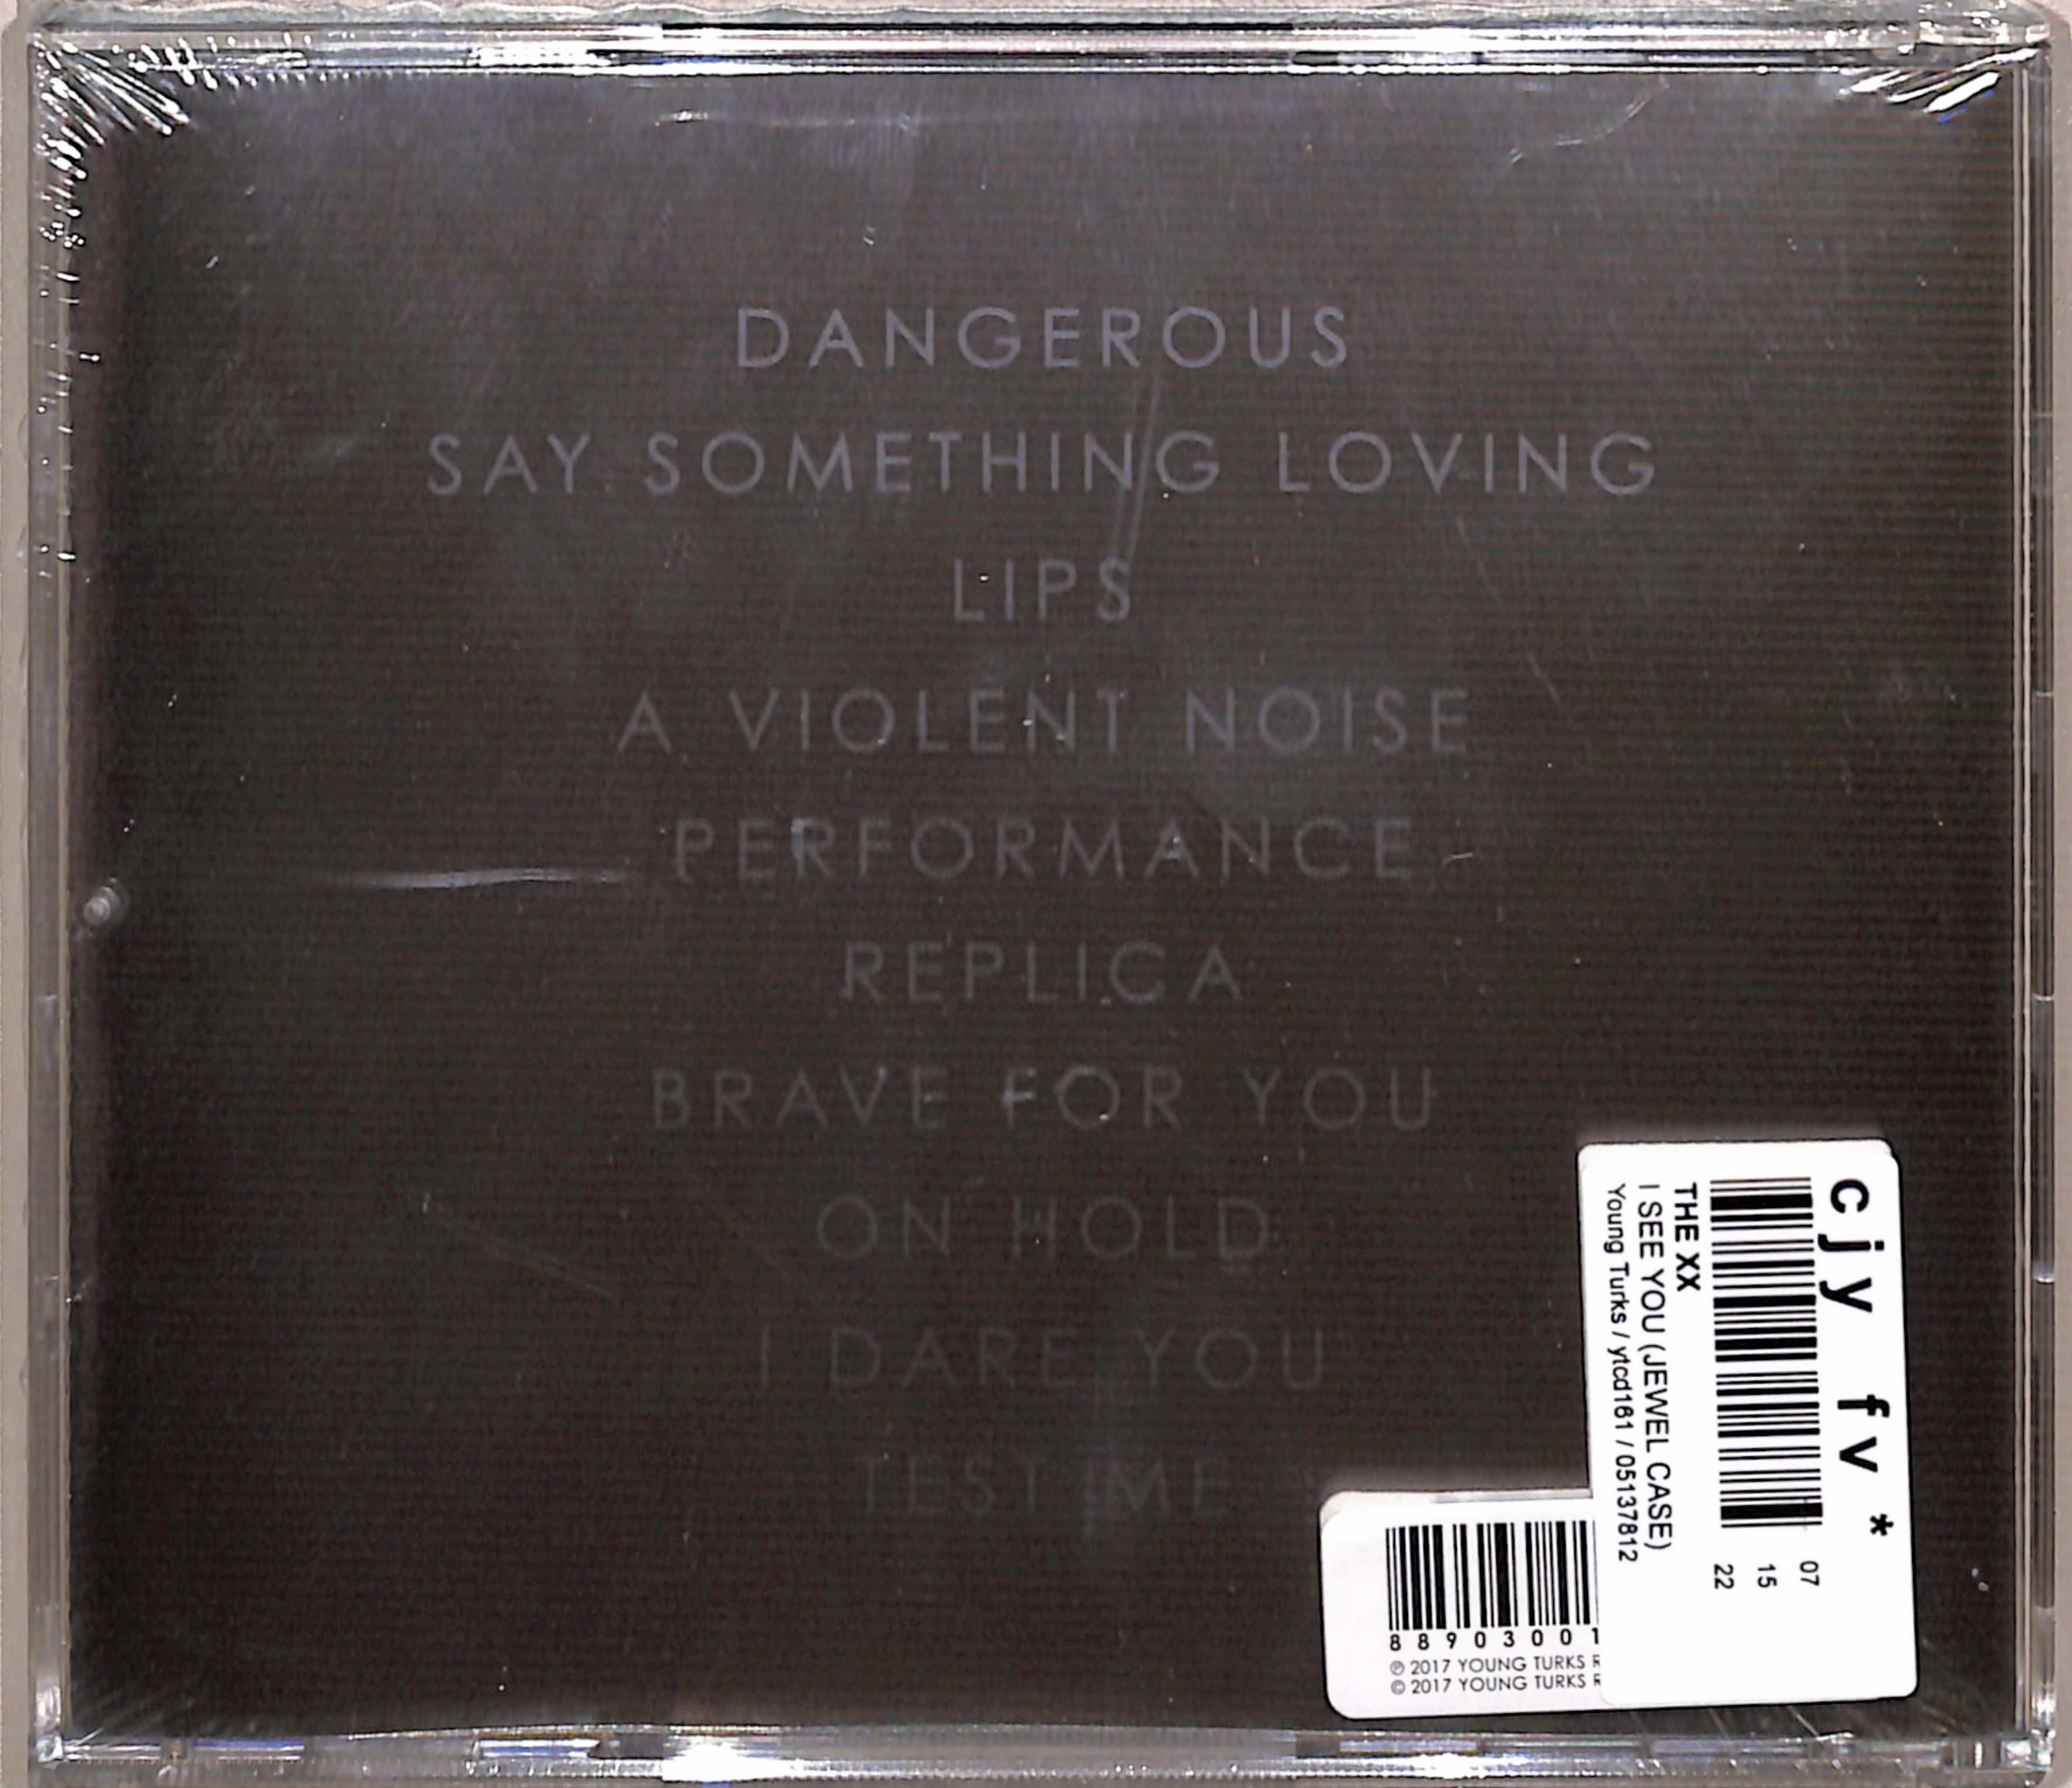 DANGEROUS
SAY SOMETHING LOVING
LIPS
A VIOLENT NOISE
PERFORMANCE
REPLICA
BRAVE FOR YOU
ON HOLD
I DARE YOU
TEST ME
cjy fv *
07
15
22
THE XX
I SEE YOU (JEWEL CASE)
Young Turks / ytcd161 / 05137812
88903001
℗ 2017 YOUNG TURKS R
© 2017 YOUNG TURKS R